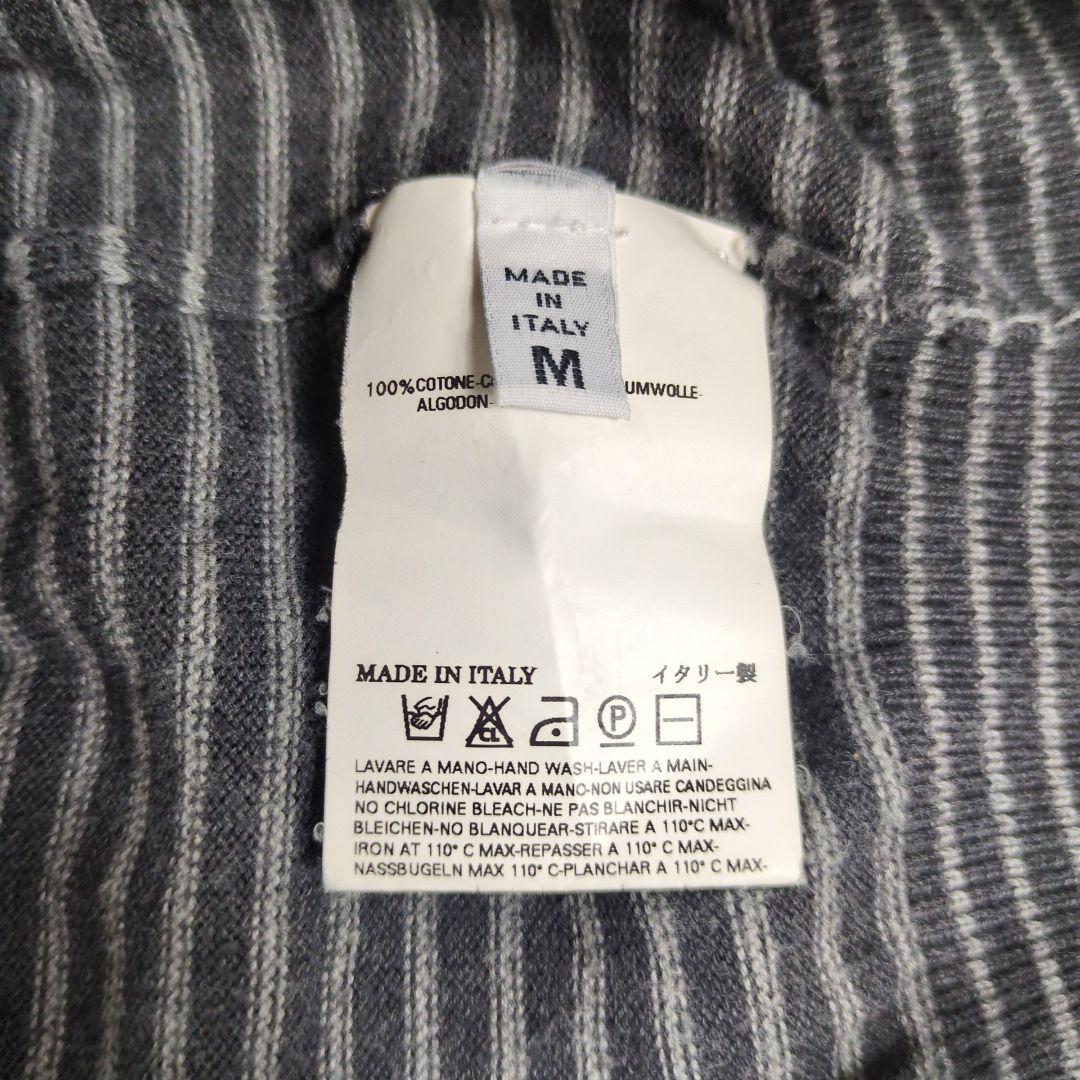 MADE
IN
ITALY
M
100%COTONE-C
UMWOLLE-
ALGODON-
MADE IN ITALY
イタリー製
CL
P
LAVARE A MANO-HAND WASH-LAVER A MAIN-
HANDWASCHEN-LAVAR A MANO-NON USARE CANDEGGINA
NO CHLORINE BLEACH-NE PAS BLANCHIR-NICHT
BLEICHEN-NO BLANQUEAR-STIRARE A 110°C MAX-
IRON AT 110° C MAX-REPASSER A 110° C MAX-
NASSBUGELN MAX 110° C-PLANCHAR A 110° MAX-